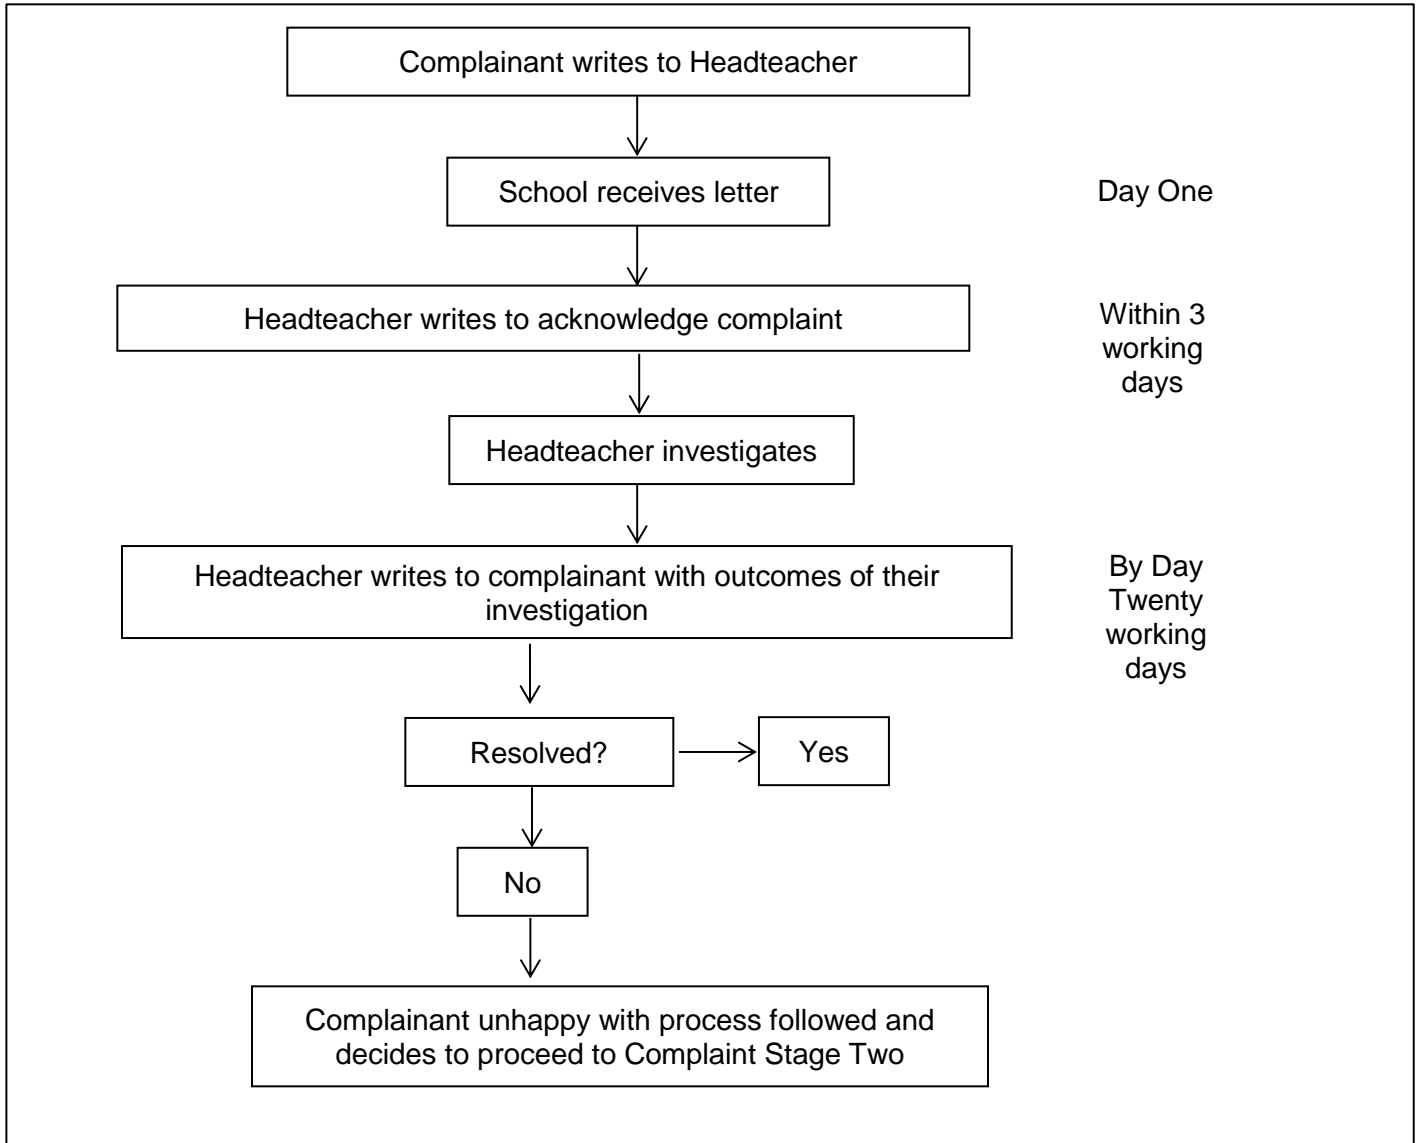 Complainant writes to Headteacher
School receives letter
Day One
Headteacher writes to acknowledge complaint
Within 3
working
days
Headteacher investigates
Headteacher writes to complainant with outcomes of their
investigation
By Day
Twenty
working
days
Resolved?
Yes
No
Complainant unhappy with process followed and
decides to proceed to Complaint Stage Two